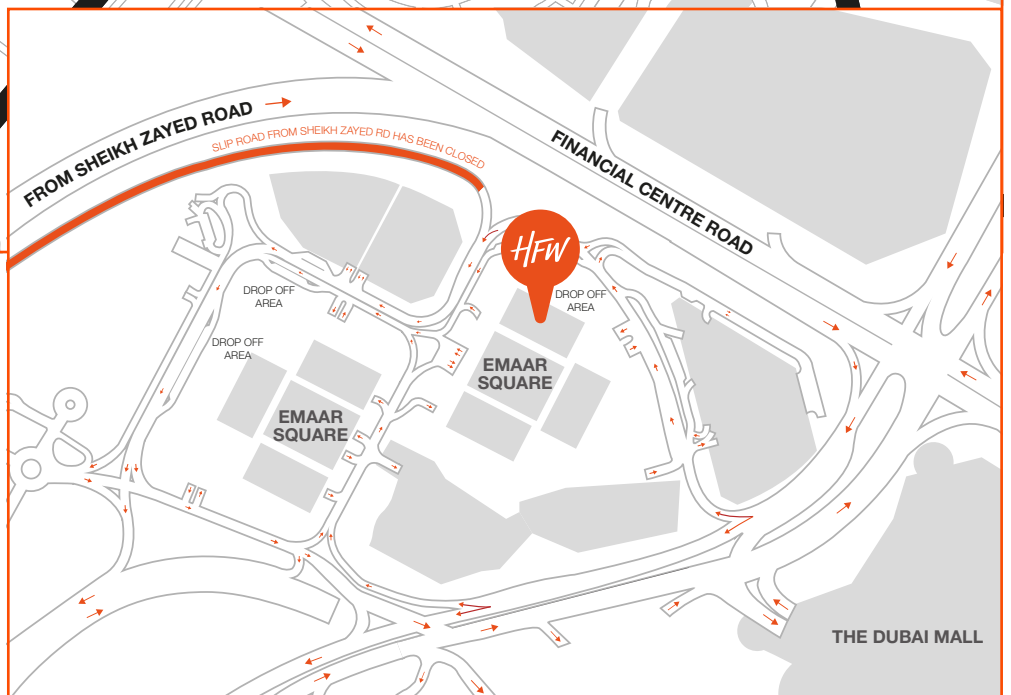 FROM SHEIKH ZAYED ROAD
SLIP ROAD FROM SHEIKH ZAYED RD HAS BEEN CLOSED
FINANCIAL CENTRE ROAD
HFW
DROP OFF
AREA
DROP OFF
AREA
DROP OFF
AREA
EMAAR
SQUARE
EMAAR
SQUARE
THE DUBAI MALL